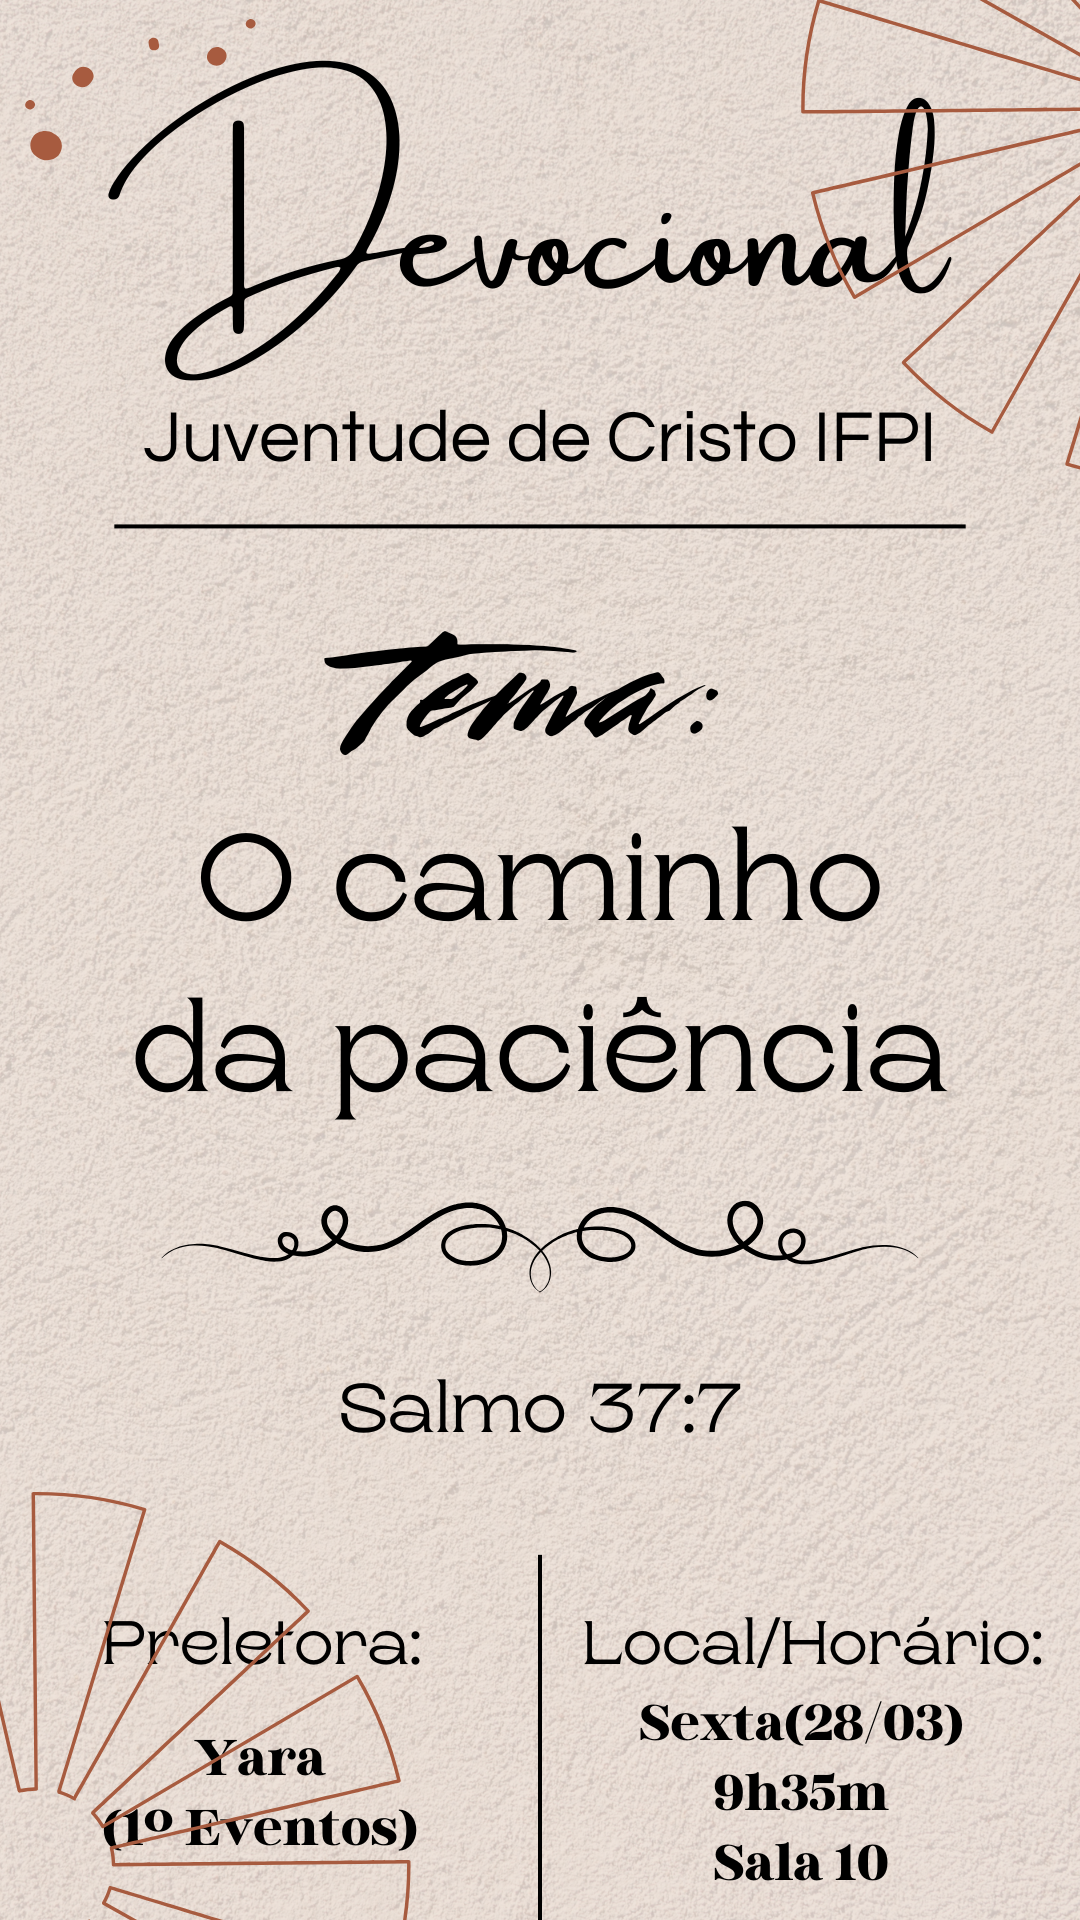 Devocional
Juventude de Cristo IFPI
Tema:
O caminho
da paciência
Salmo 37:7
Preletora:
Yara
(1º Eventos)
Local/Horário:
Sexta(28/03)
9h35m
Sala 10